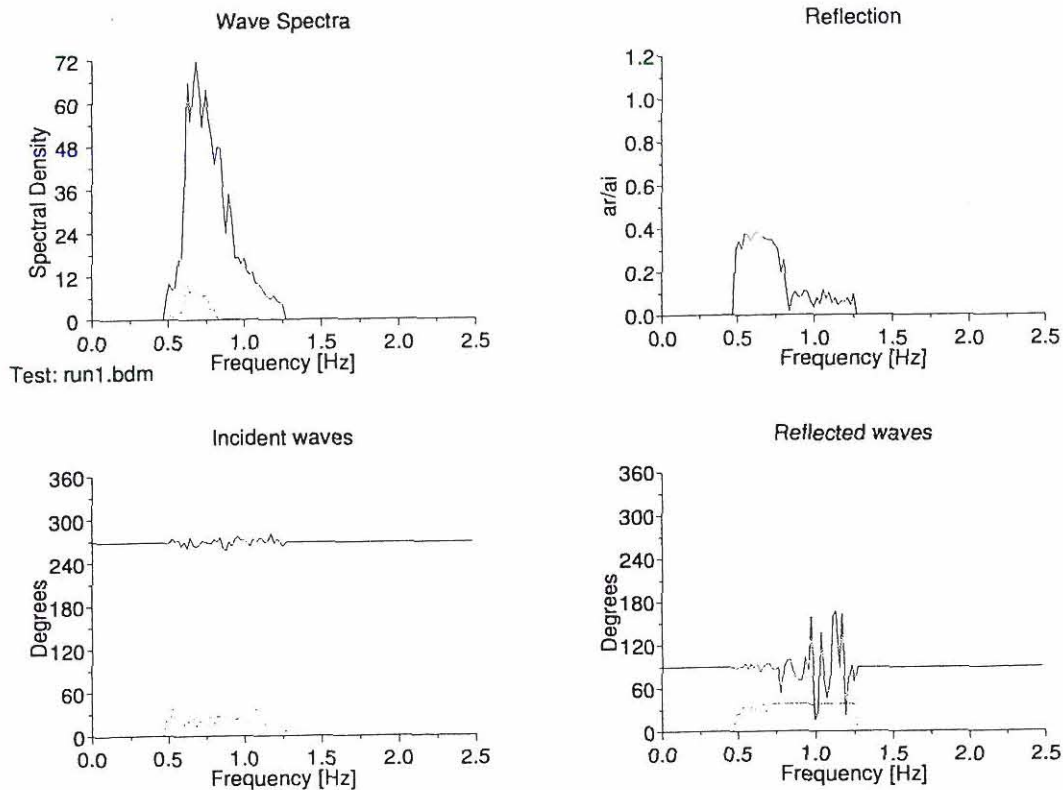 Wave Spectra
72
60
48
36
24
12
0
Spectral Density
0.0 0.5 1.0 1.5 2.0 2.5
Frequency [Hz]
Test: run1.bdm
Reflection
1.2
1.0
0.8
0.6
0.4
0.2
0.0
ar/ai
0.0 0.5 1.0 1.5 2.0 2.5
Frequency [Hz]
Incident waves
360
300
240
180
120
60
0
Degrees
0.0 0.5 1.0 1.5 2.0 2.5
Frequency [Hz]
Reflected waves
360
300
240
180
120
60
0
Degrees
0.0 0.5 1.0 1.5 2.0 2.5
Frequency [Hz]